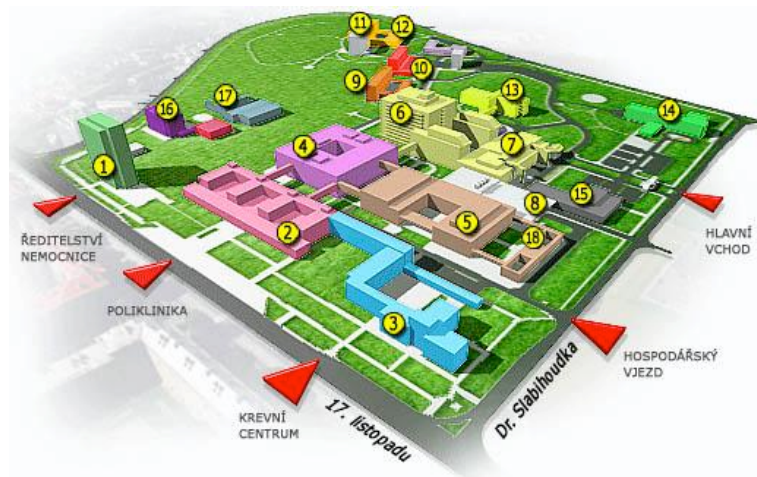 11
12
10
9
13
6
17
16
14
7
4
1
15
8
5
18
2
3
ŘEDITELSTVÍ
NEMOCNICE
HLAVNÍ
VCHOD
POLIKLINIKA
HOSPODÁŘSKÝ
VJEZD
KREVNÍ
CENTRUM
17. listopadu
Dr. Slabihoudka